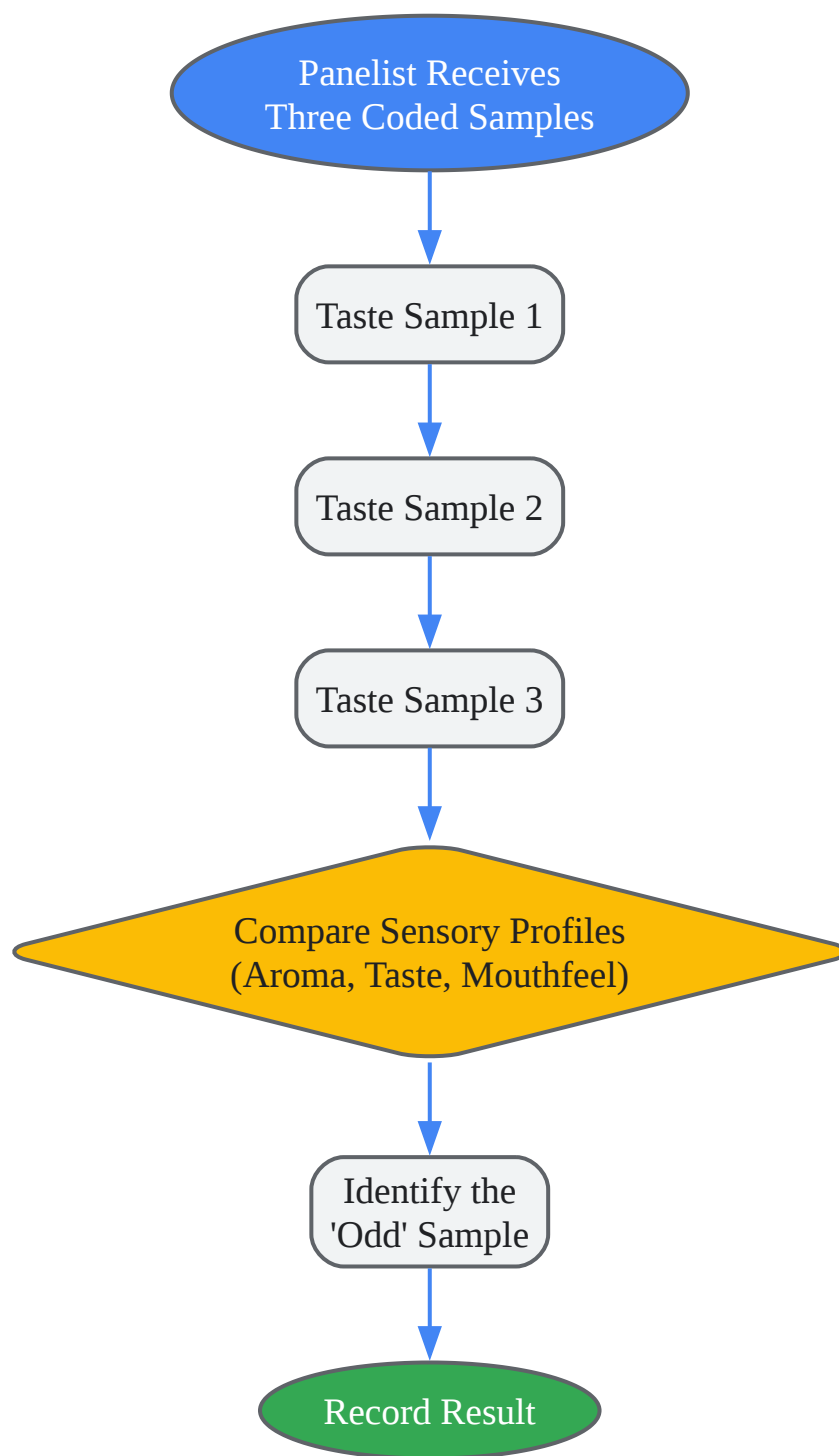 Panelist Receives
Three Coded Samples
Taste Sample 1
Taste Sample 2
Taste Sample 3
Compare Sensory Profiles
(Aroma, Taste, Mouthfeel)
Identify the
'Odd' Sample
Record Result